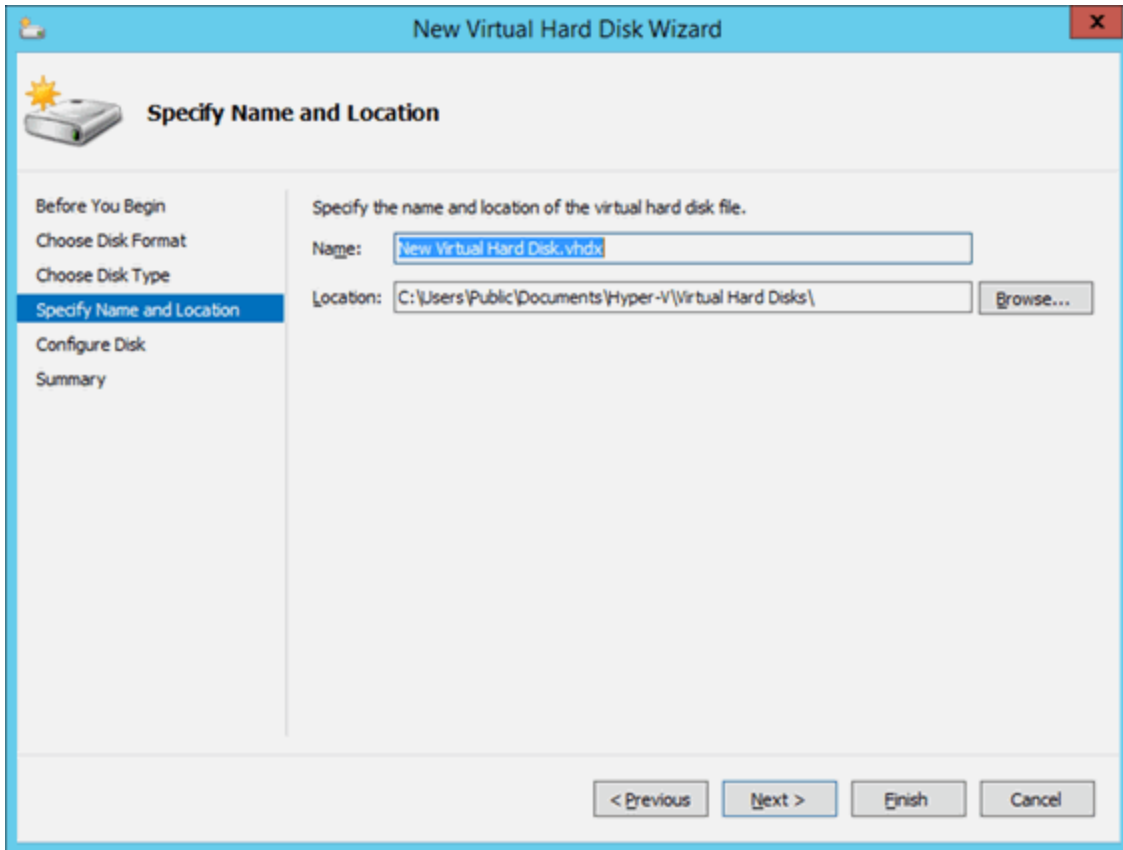 New Virtual Hard Disk Wizard
x
Specify Name and Location
Before You Begin
Choose Disk Format
Choose Disk Type
Specify Name and Location
Configure Disk
Summary
Specify the name and location of the virtual hard disk file.
Name: New Virtual Hard Disk.vhdx
Location: C:\Users\Public\Documents\Hyper-V\Virtual Hard Disks\ Browse...
< Previous Next > Finish Cancel